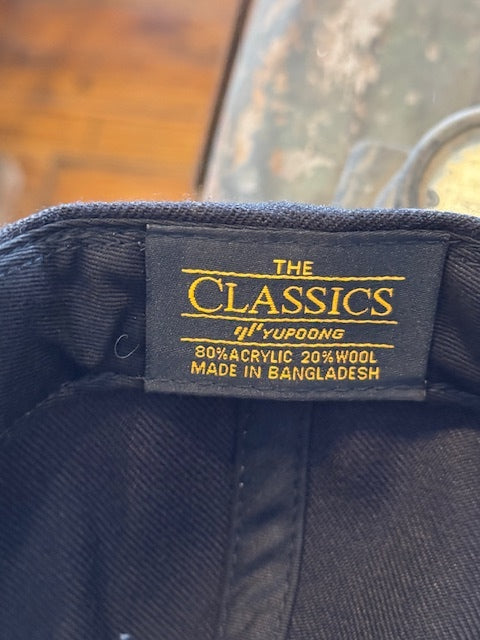 THE
CLASSICS
YUPOONG
80% ACRYLIC 20% WOOL
MADE IN BANGLADESH